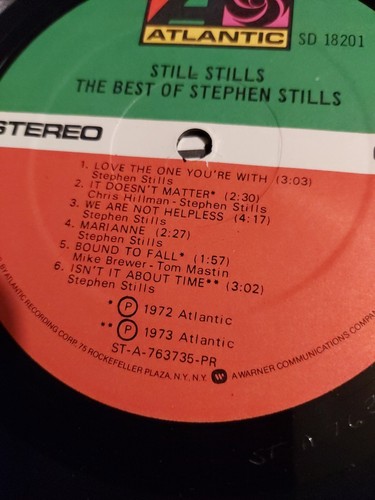 ATLANTIC
SD 18201
STILL STILLS
THE BEST OF STEPHEN STILLS
STEREO
1. LOVE THE ONE YOU'RE WITH (3:03)
Stephen Stills
2. IT DOESN'T MATTER* (2:30)
Chris Hillman - Stephen Stills
3. WE ARE NOT HELPLESS (4:17)
Stephen Stills
4. MARIANNE (2:27)
Stephen Stills
5. BOUND TO FALL* (1:57)
Mike Brewer - Tom Mastin
6. ISN'T IT ABOUT TIME** (3:02)
Stephen Stills
* Ⓟ 1972 Atlantic
** Ⓟ 1973 Atlantic
ST-A-763735-PR
BY ATLANTIC RECORDING CORP. 75 ROCKEFELLER PLAZA, N.Y. N.Y. A WARNER COMMUNICATIONS